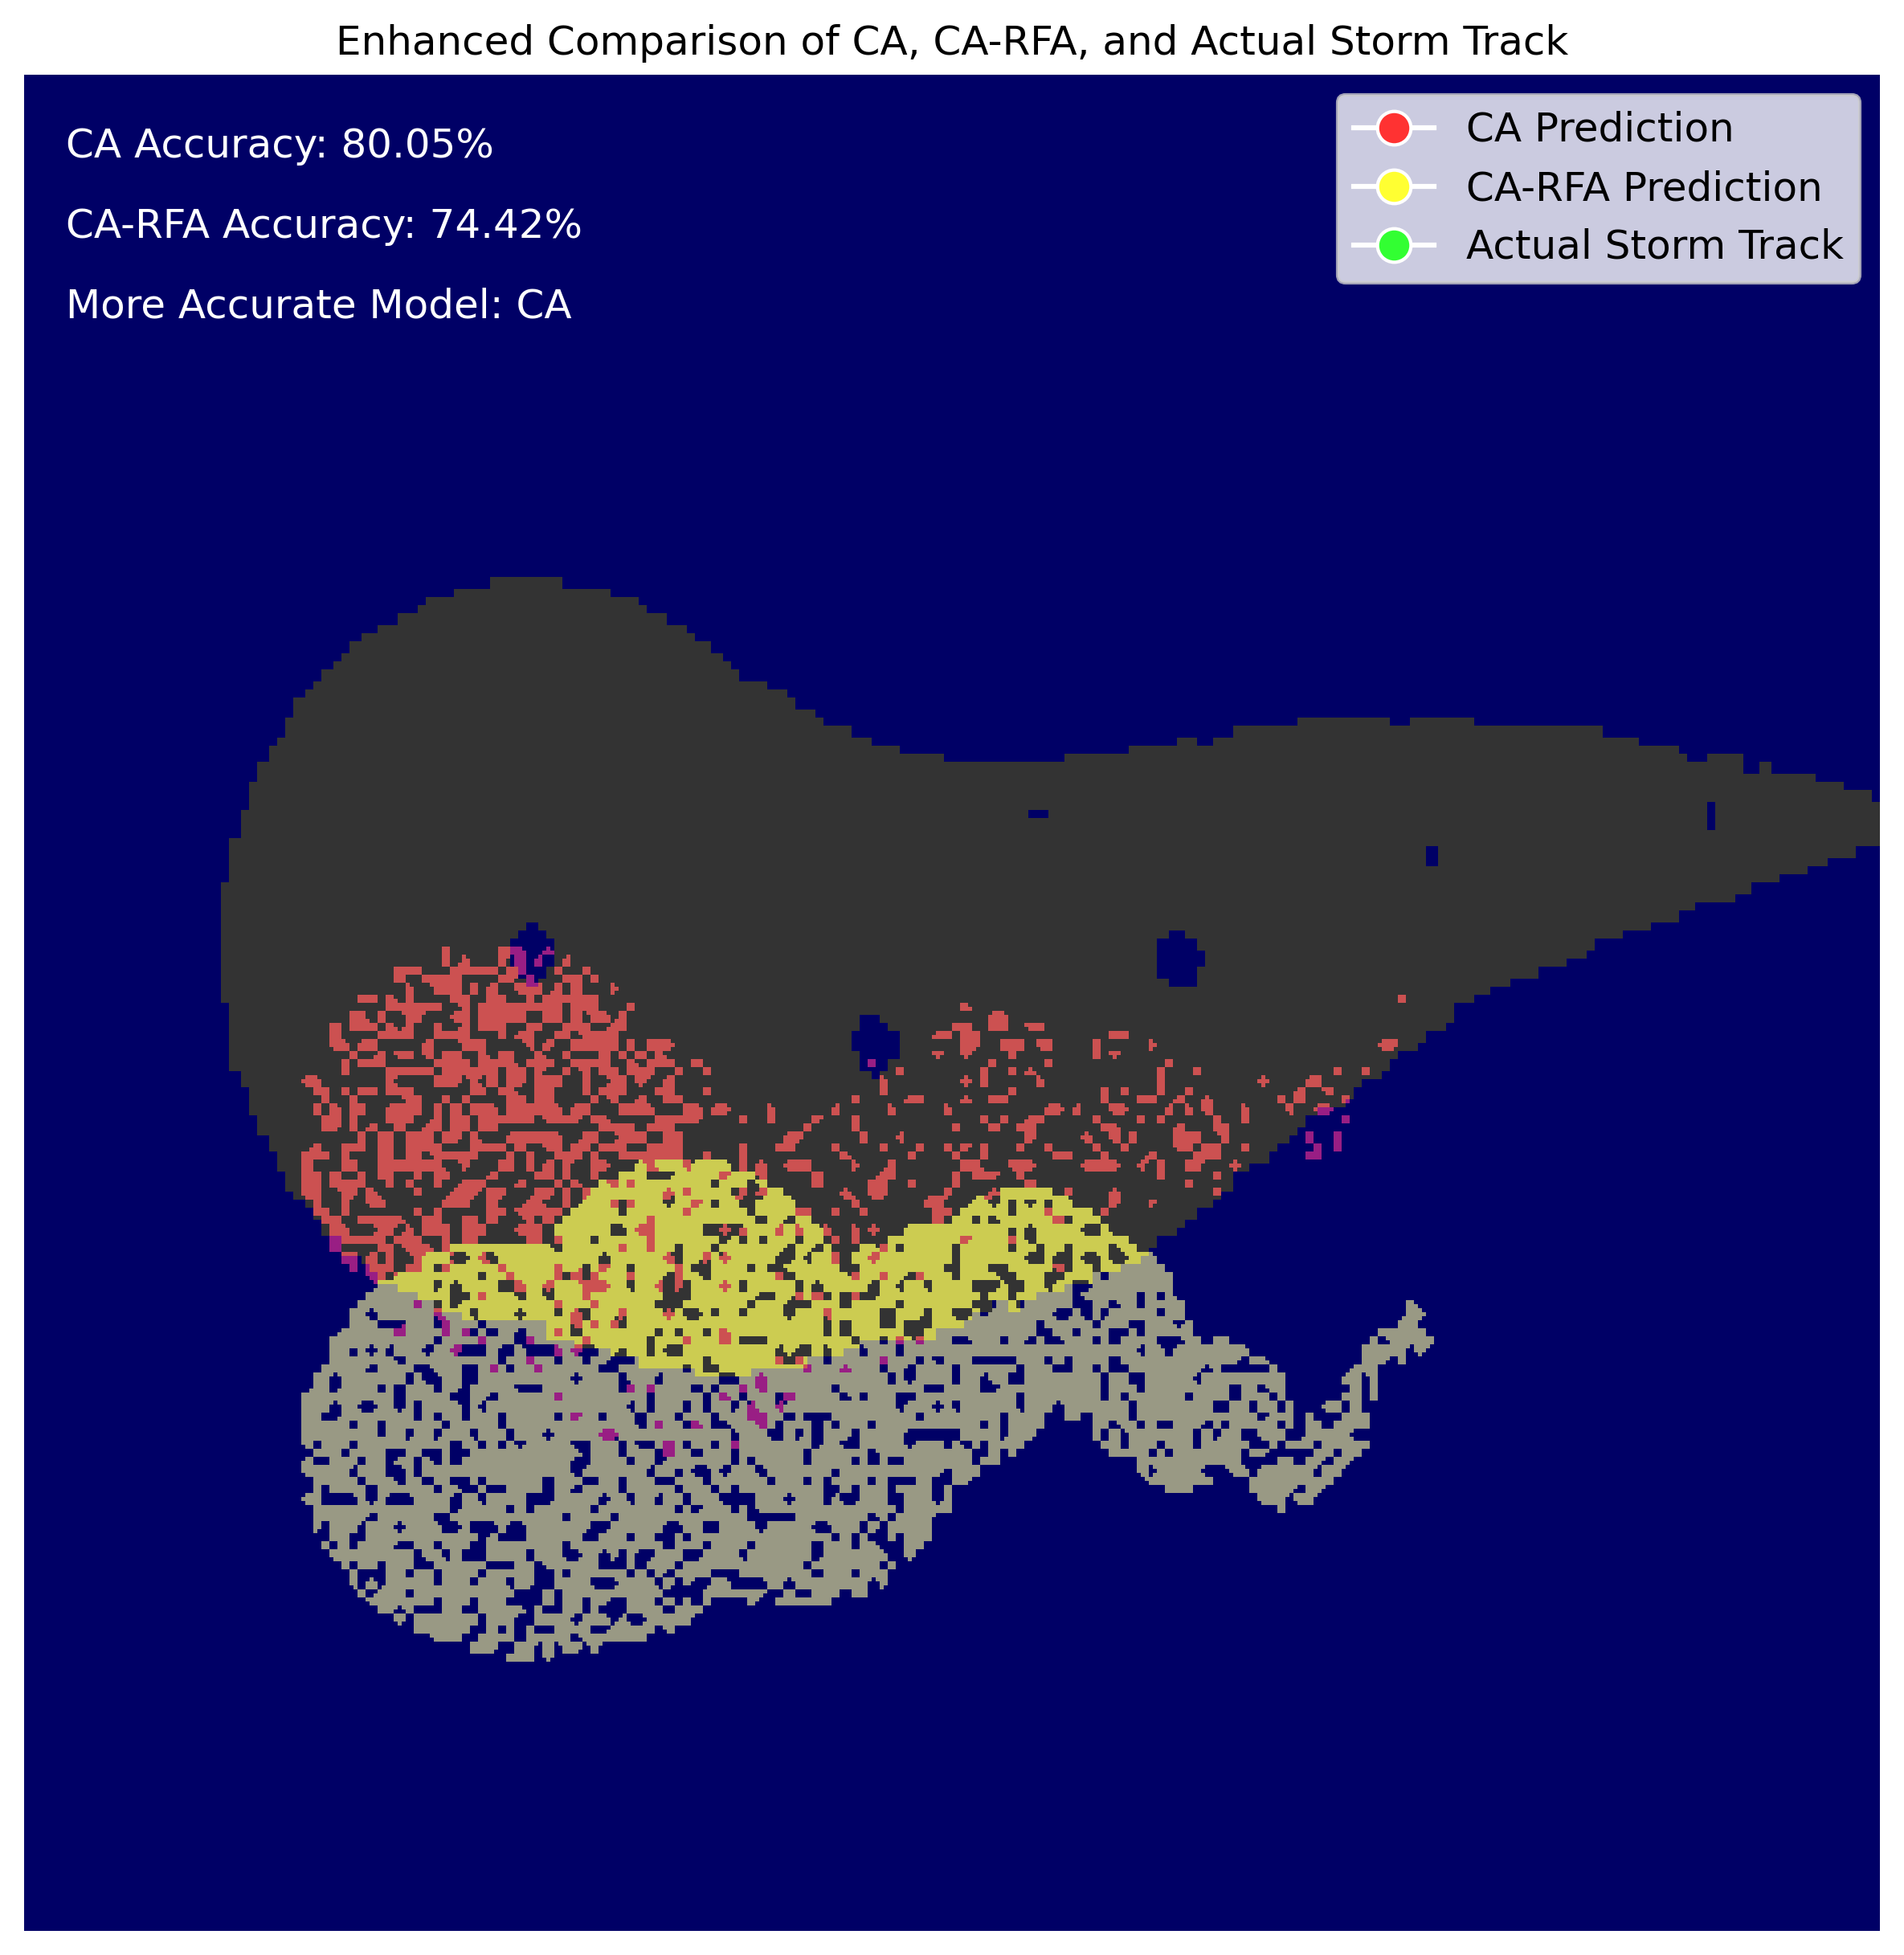 Enhanced Comparison of CA, CA-RFA, and Actual Storm Track
CA Accuracy: 80.05%
CA-RFA Accuracy: 74.42%
More Accurate Model: CA
CA Prediction
CA-RFA Prediction
Actual Storm Track